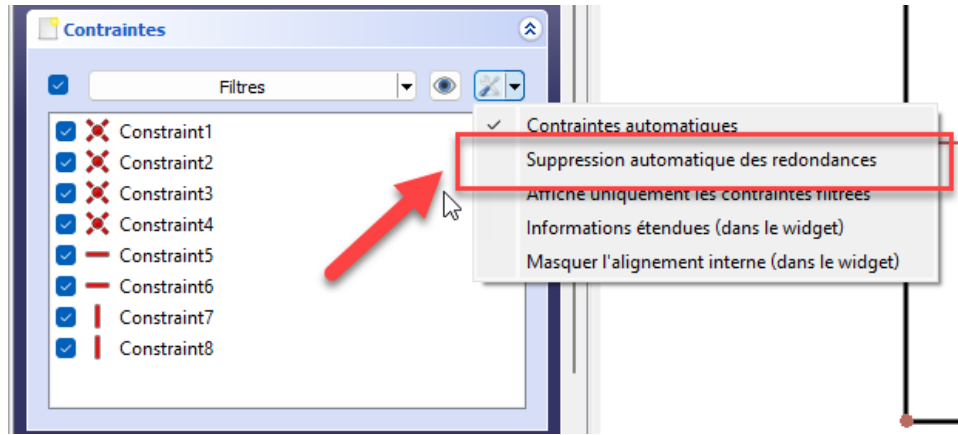 Contraintes
Filtres
Constraint1
Constraint2
Constraint3
Constraint4
Constraint5
Constraint6
Constraint7
Constraint8
Contraintes automatiques
Suppression automatique des redondances
Affiche uniquement les contraintes filtrées
Informations étendues (dans le widget)
Masquer l'alignement interne (dans le widget)